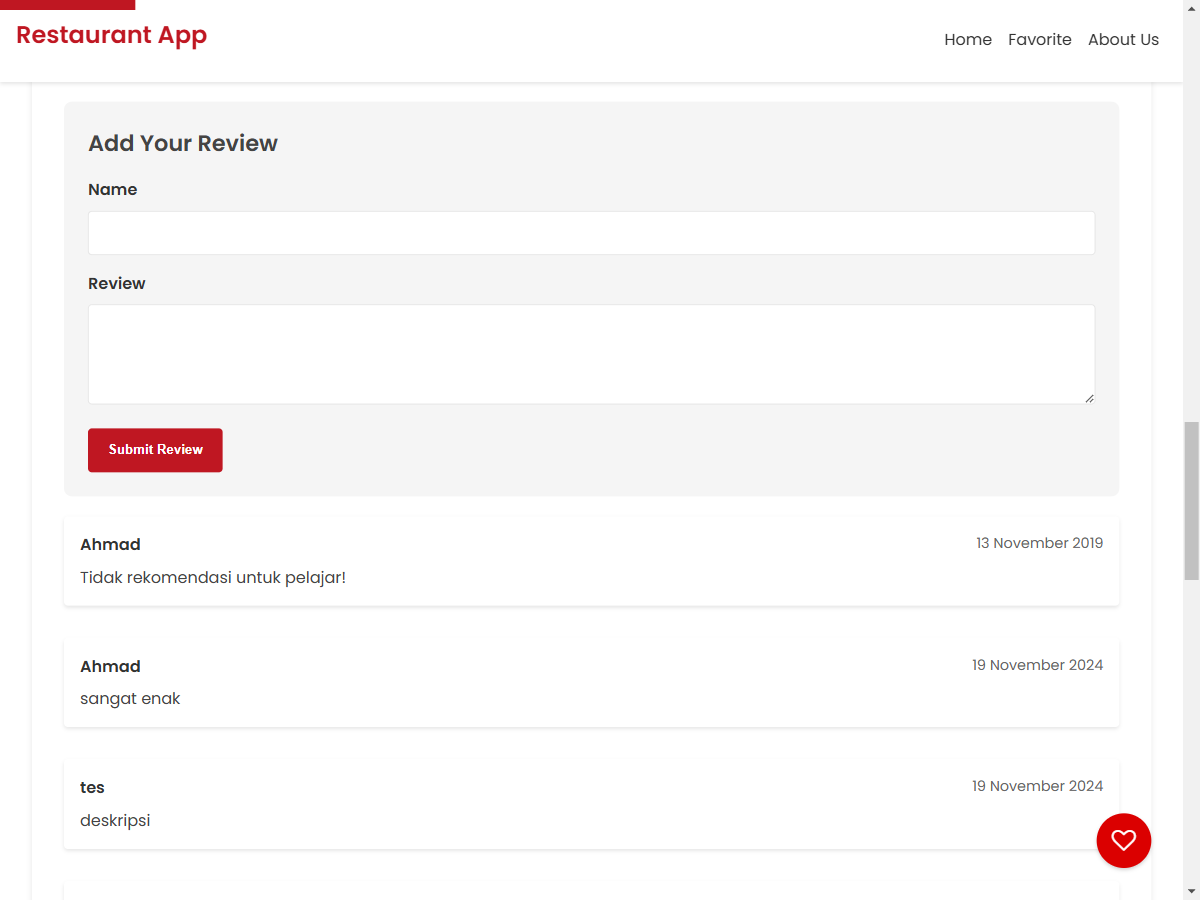 Restaurant App
Home Favorite About Us
Add Your Review
Name
Review
Submit Review
Ahmad 13 November 2019
Tidak rekomendasi untuk pelajar!
Ahmad 19 November 2024
sangat enak
tes 19 November 2024
deskripsi